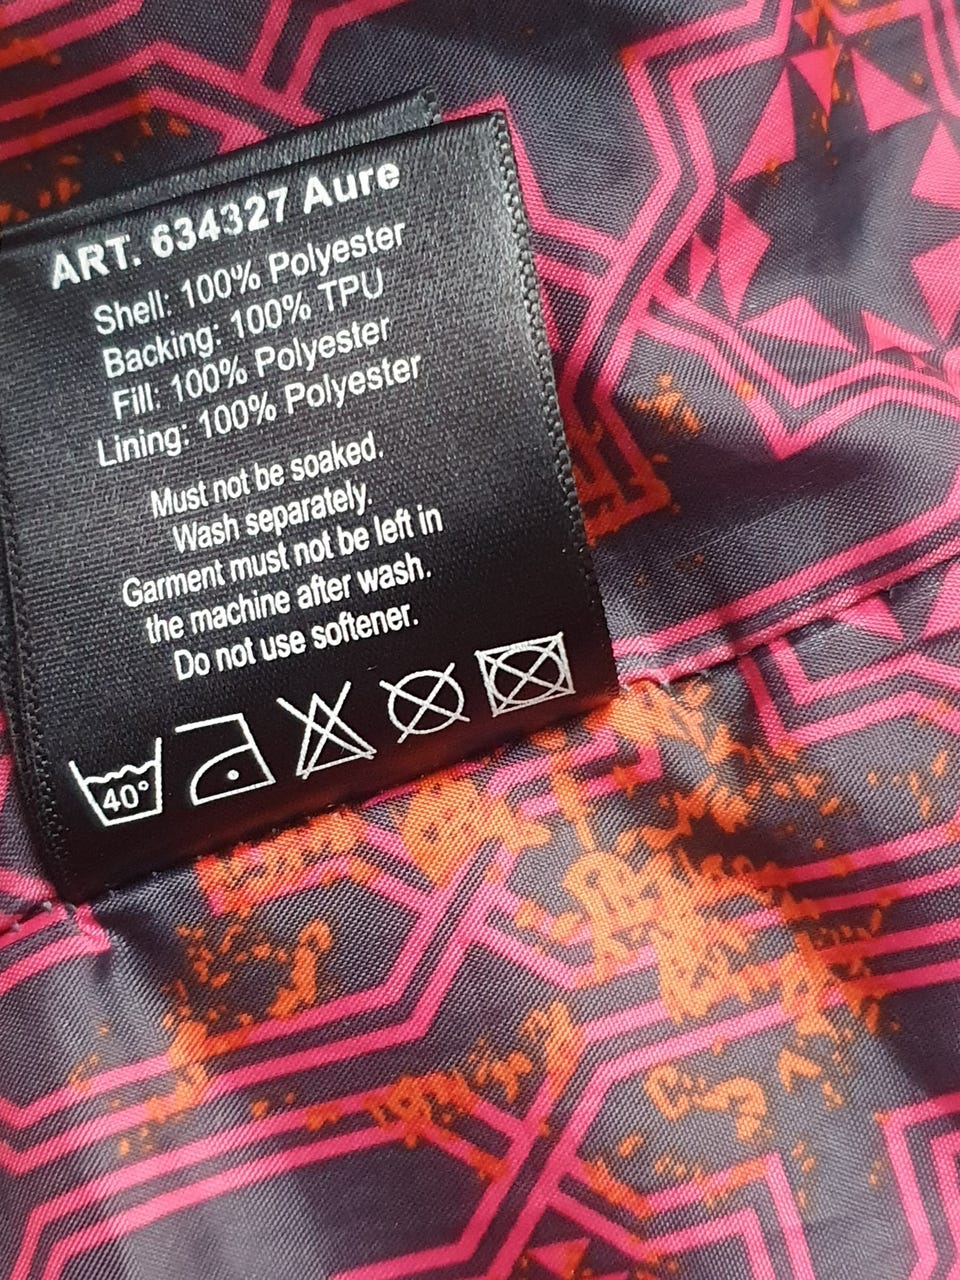 ART. 634327 Aure
Shell: 100% Polyester
Backing: 100% TPU
Fill: 100% Polyester
Lining: 100% Polyester
Must not be soaked.
Wash separately.
Garment must not be left in
the machine after wash.
Do not use softener.
40°